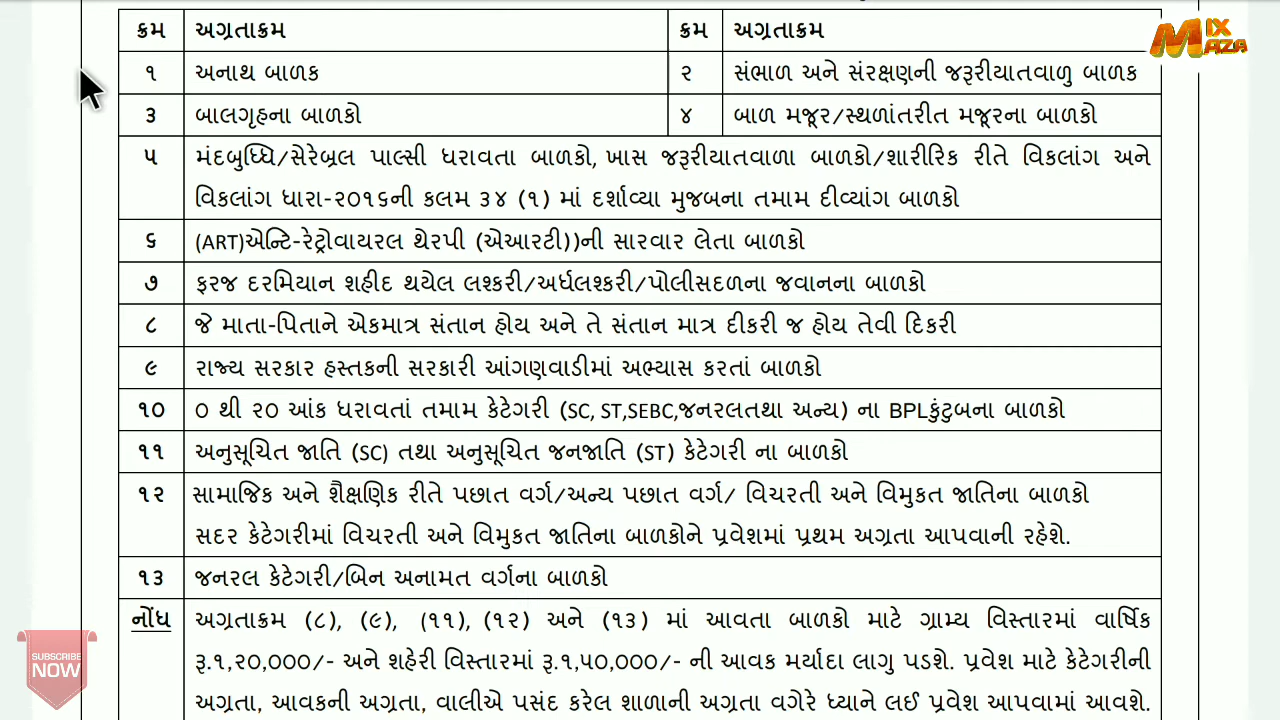 ક્રમ અગ્રતાક્રમ ક્રમ અગ્રતાક્રમ
MIX MAZA
૧ અનાથ બાળક ૨ સંભાળ અને સંરક્ષણની જરૂરીયાતવાળુ બાળક
૩ બાલગૃહના બાળકો ૪ બાળ મજૂર/સ્થળાંતરીત મજૂરના બાળકો
૫ મંદબુધ્ધિ/સેરેબ્રલ પાલ્સી ધરાવતા બાળકો, ખાસ જરૂરીયાતવાળા બાળકો/શારીરિક રીતે વિકલાંગ અને
વિકલાંગ ધારા-૨૦૧૬ની કલમ ૩૪ (૧) માં દર્શાવ્યા મુજબના તમામ દીવ્યાંગ બાળકો
૬ (ART)એન્ટિ-રેટ્રોવાયરલ થેરપી (એઆરટી))ની સારવાર લેતા બાળકો
૭ ફરજ દરમિયાન શહીદ થયેલ લશ્કરી/અર્ધલશ્કરી/પોલીસદળના જવાનના બાળકો
૮ જે માતા-પિતાને એકમાત્ર સંતાન હોય અને તે સંતાન માત્ર દીકરી જ હોય તેવી દિકરી
૯ રાજ્ય સરકાર હસ્તકની સરકારી આંગણવાડીમાં અભ્યાસ કરતાં બાળકો
૧૦ ૦ થી ૨૦ આંક ધરાવતાં તમામ કેટેગરી (SC, ST,SEBC,જનરલતથા અન્ય) ના BPLકુંટુબના બાળકો
૧૧ અનુસૂચિત જાતિ (SC) તથા અનુસૂચિત જનજાતિ (ST) કેટેગરી ના બાળકો
૧૨ સામાજિક અને શૈક્ષણિક રીતે પછાત વર્ગ/અન્ય પછાત વર્ગ/ વિચરતી અને વિમુકત જાતિના બાળકો
સદર કેટેગરીમાં વિચરતી અને વિમુકત જાતિના બાળકોને પ્રવેશમાં પ્રથમ અગ્રતા આપવાની રહેશે.
૧૩ જનરલ કેટેગરી/બિન અનામત વર્ગના બાળકો
નોંધ અગ્રતાક્રમ (૮), (૯), (૧૧), (૧૨) અને (૧૩) માં આવતા બાળકો માટે ગ્રામ્ય વિસ્તારમાં વાર્ષિક
રૂ.૧,૨૦,૦૦૦/- અને શહેરી વિસ્તારમાં રૂ.૧,૫૦,૦૦૦/- ની આવક મર્યાદા લાગુ પડશે. પ્રવેશ માટે કેટેગરીની
અગ્રતા, આવકની અગ્રતા, વાલીએ પસંદ કરેલ શાળાની અગ્રતા વગેરે ધ્યાને લઈ પ્રવેશ આપવામાં આવશે.
SUBSCRIBE
NOW